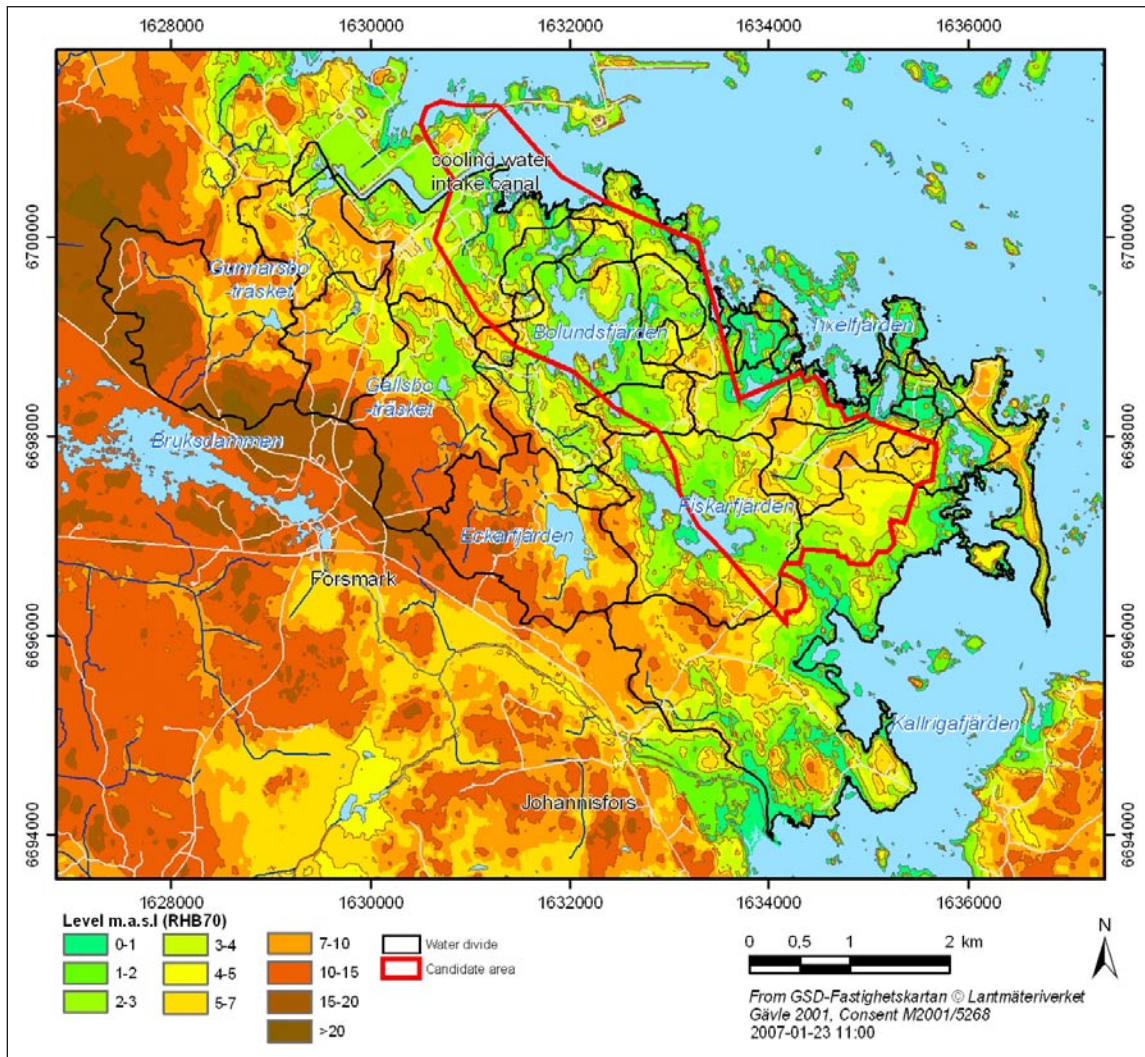 1628000
1630000
1632000
1634000
1636000
cooling water
intake canal
6700000
6700000
Gunnarsbo
-träsket
Bolundsfjärden
Tixelfjärden
Gällsbo
-träsket
6698000
6698000
Bruksdammen
Fiskarfjärden
Eckarfjärden
Forsmark
6696000
6696000
Kallrigafjärden
Johannisfors
6694000
6694000
1628000
1630000
1632000
1634000
1636000
Level m.a.s.l (RHB70)
0-1
3-4
7-10
Water divide
1-2
4-5
10-15
Candidate area
2-3
5-7
15-20
>20
0 0,5 1 2 km
N
From GSD-Fastighetskartan © Lantmäteriverket
Gävle 2001, Consent M2001/5268
2007-01-23 11:00